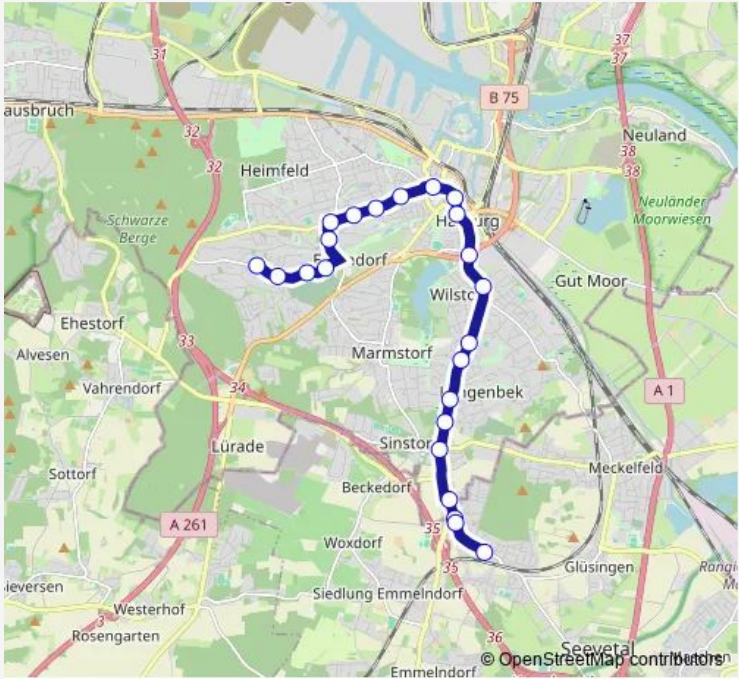 31
37
37
ausbruch
B 75
32
Neuland
38
32
Heimfeld
38
Neuländer
Moorwiesen
Schwarze
Berge
Gut Moor
Ehestorf
33
Alvesen
Marmstorf
Vahrendorf
34
A 1
Lürade
Sinstor
Meckelfeld
Sottorf
Beckedorf
A 261
35
Woxdorf
35
Glüsingen
ieversen
Siedlung Emmelndorf
Westerhof
3
Rosengarten
36
Seevetal
© OpenStreetMap contributors
Emmelndorf